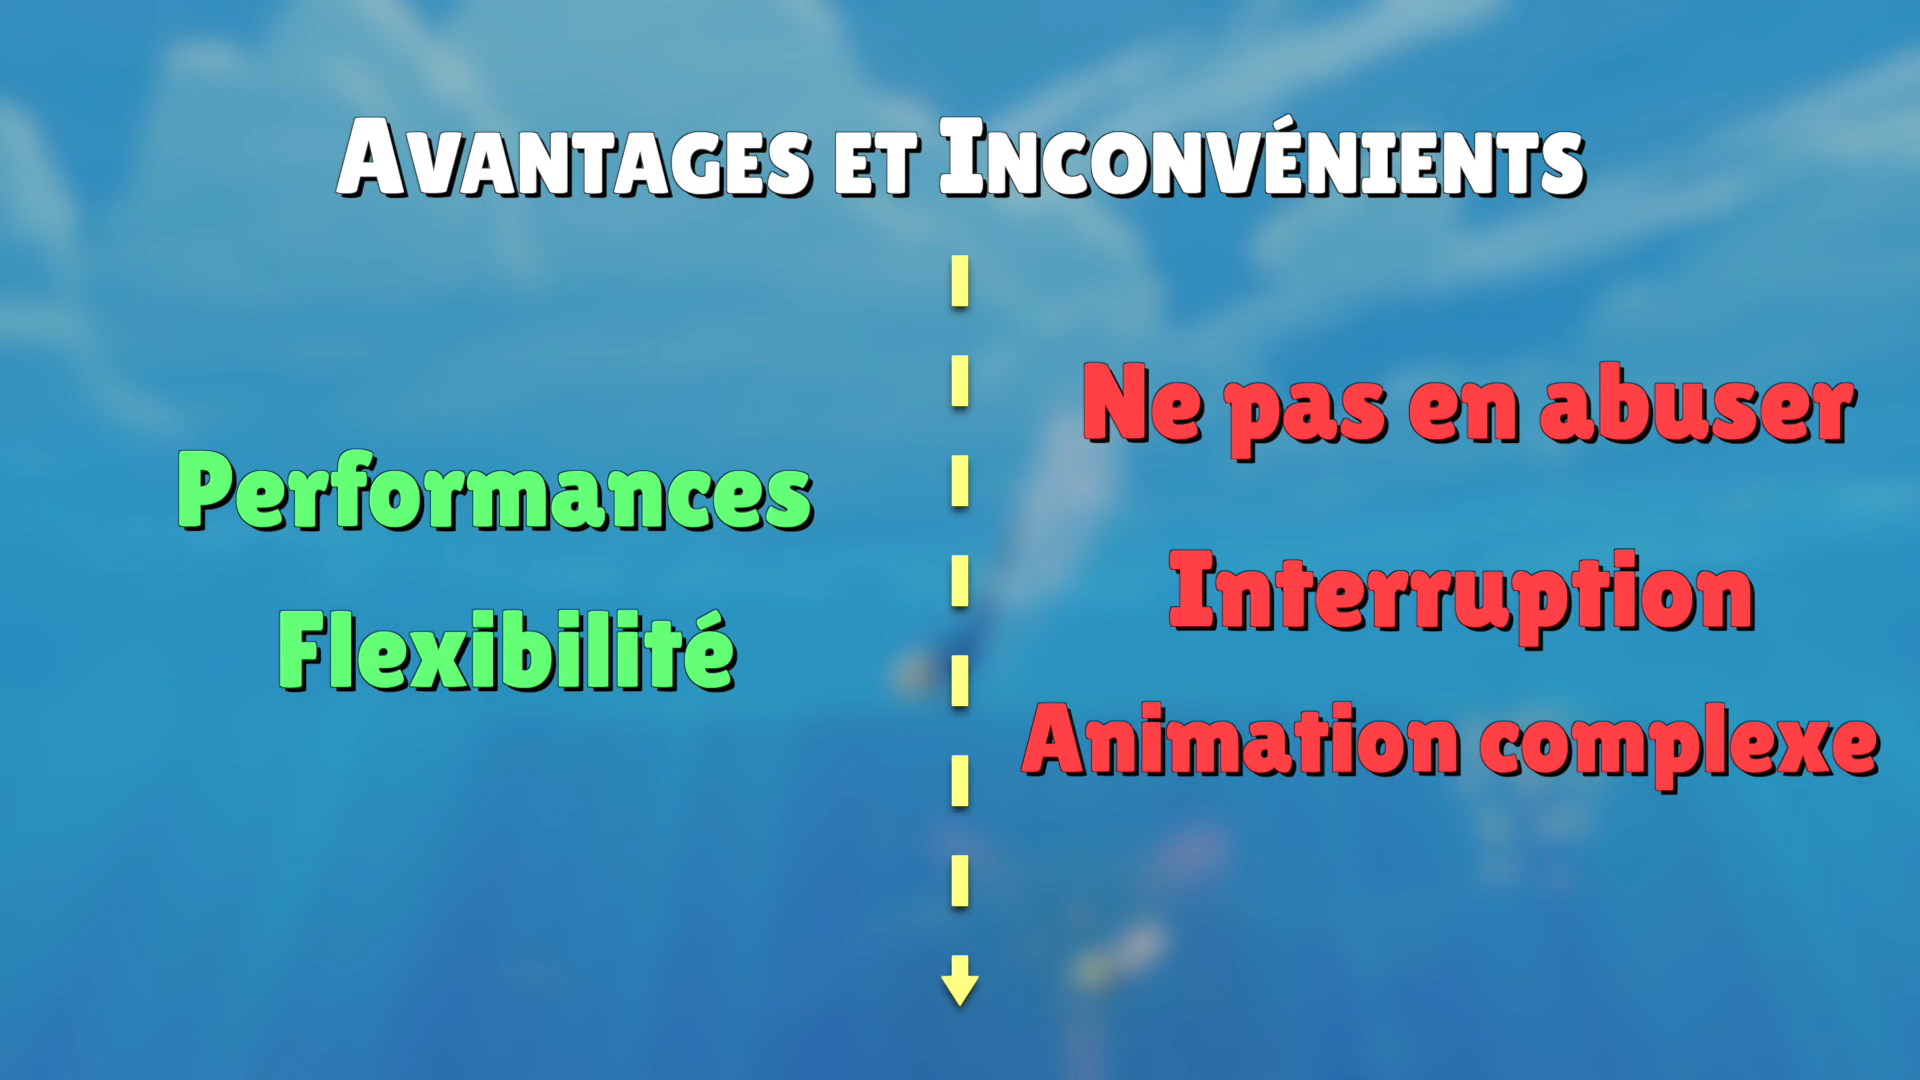 Avantages et Inconvénients
Performances
Flexibilité
Ne pas en abuser
Interruption
Animation complexe